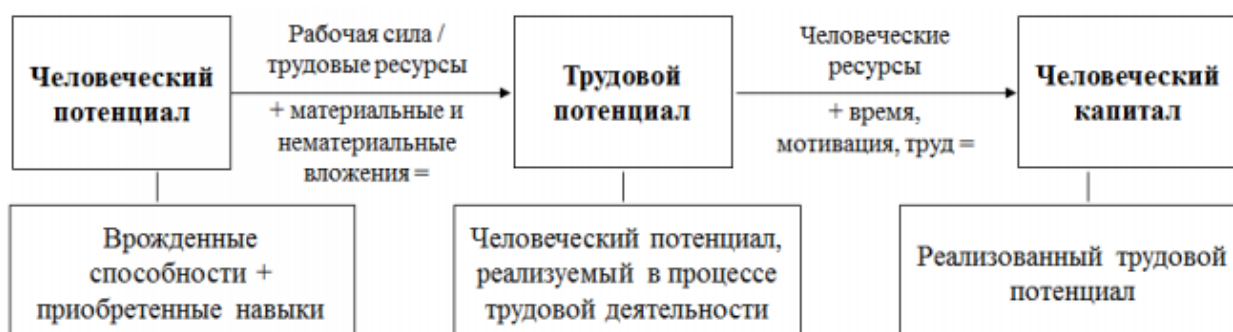 Человеческий
потенциал
Рабочая сила /
трудовые ресурсы
+ материальные и
нематериальные
вложения =
Трудовой
потенциал
Человеческие
ресурсы
+ время,
мотивация, труд =
Человеческий
капитал
Врожденные
способности +
приобретенные навыки
Человеческий потенциал,
реализуемый в процессе
трудовой деятельности
Реализованный трудовой
потенциал